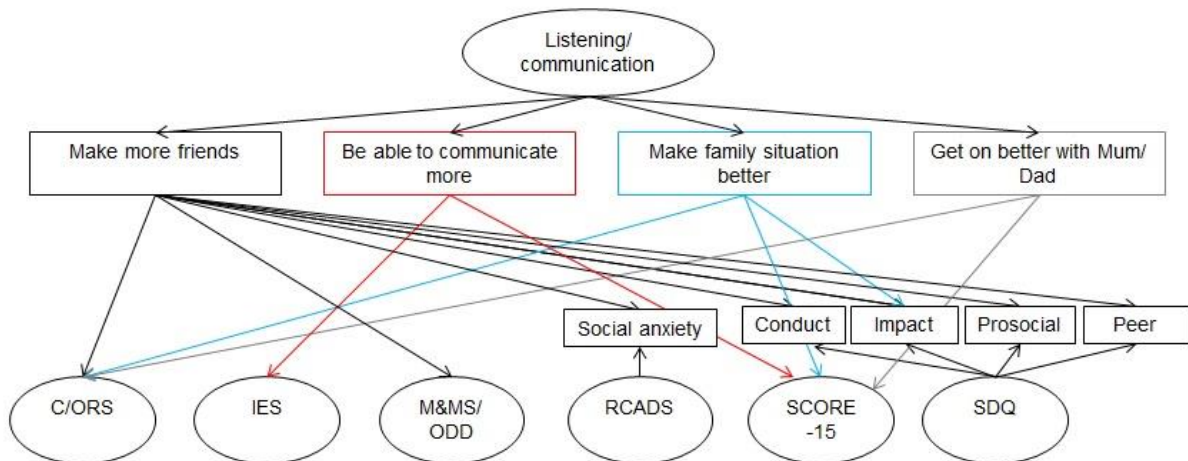 Listening/
communication
Make more friends
Be able to communicate
more
Make family situation
better
Get on better with Mum/
Dad
Social anxiety
Conduct
Impact
Prosocial
Peer
C/ORS
IES
M&MS/
ODD
RCADS
SCORE
-15
SDQ